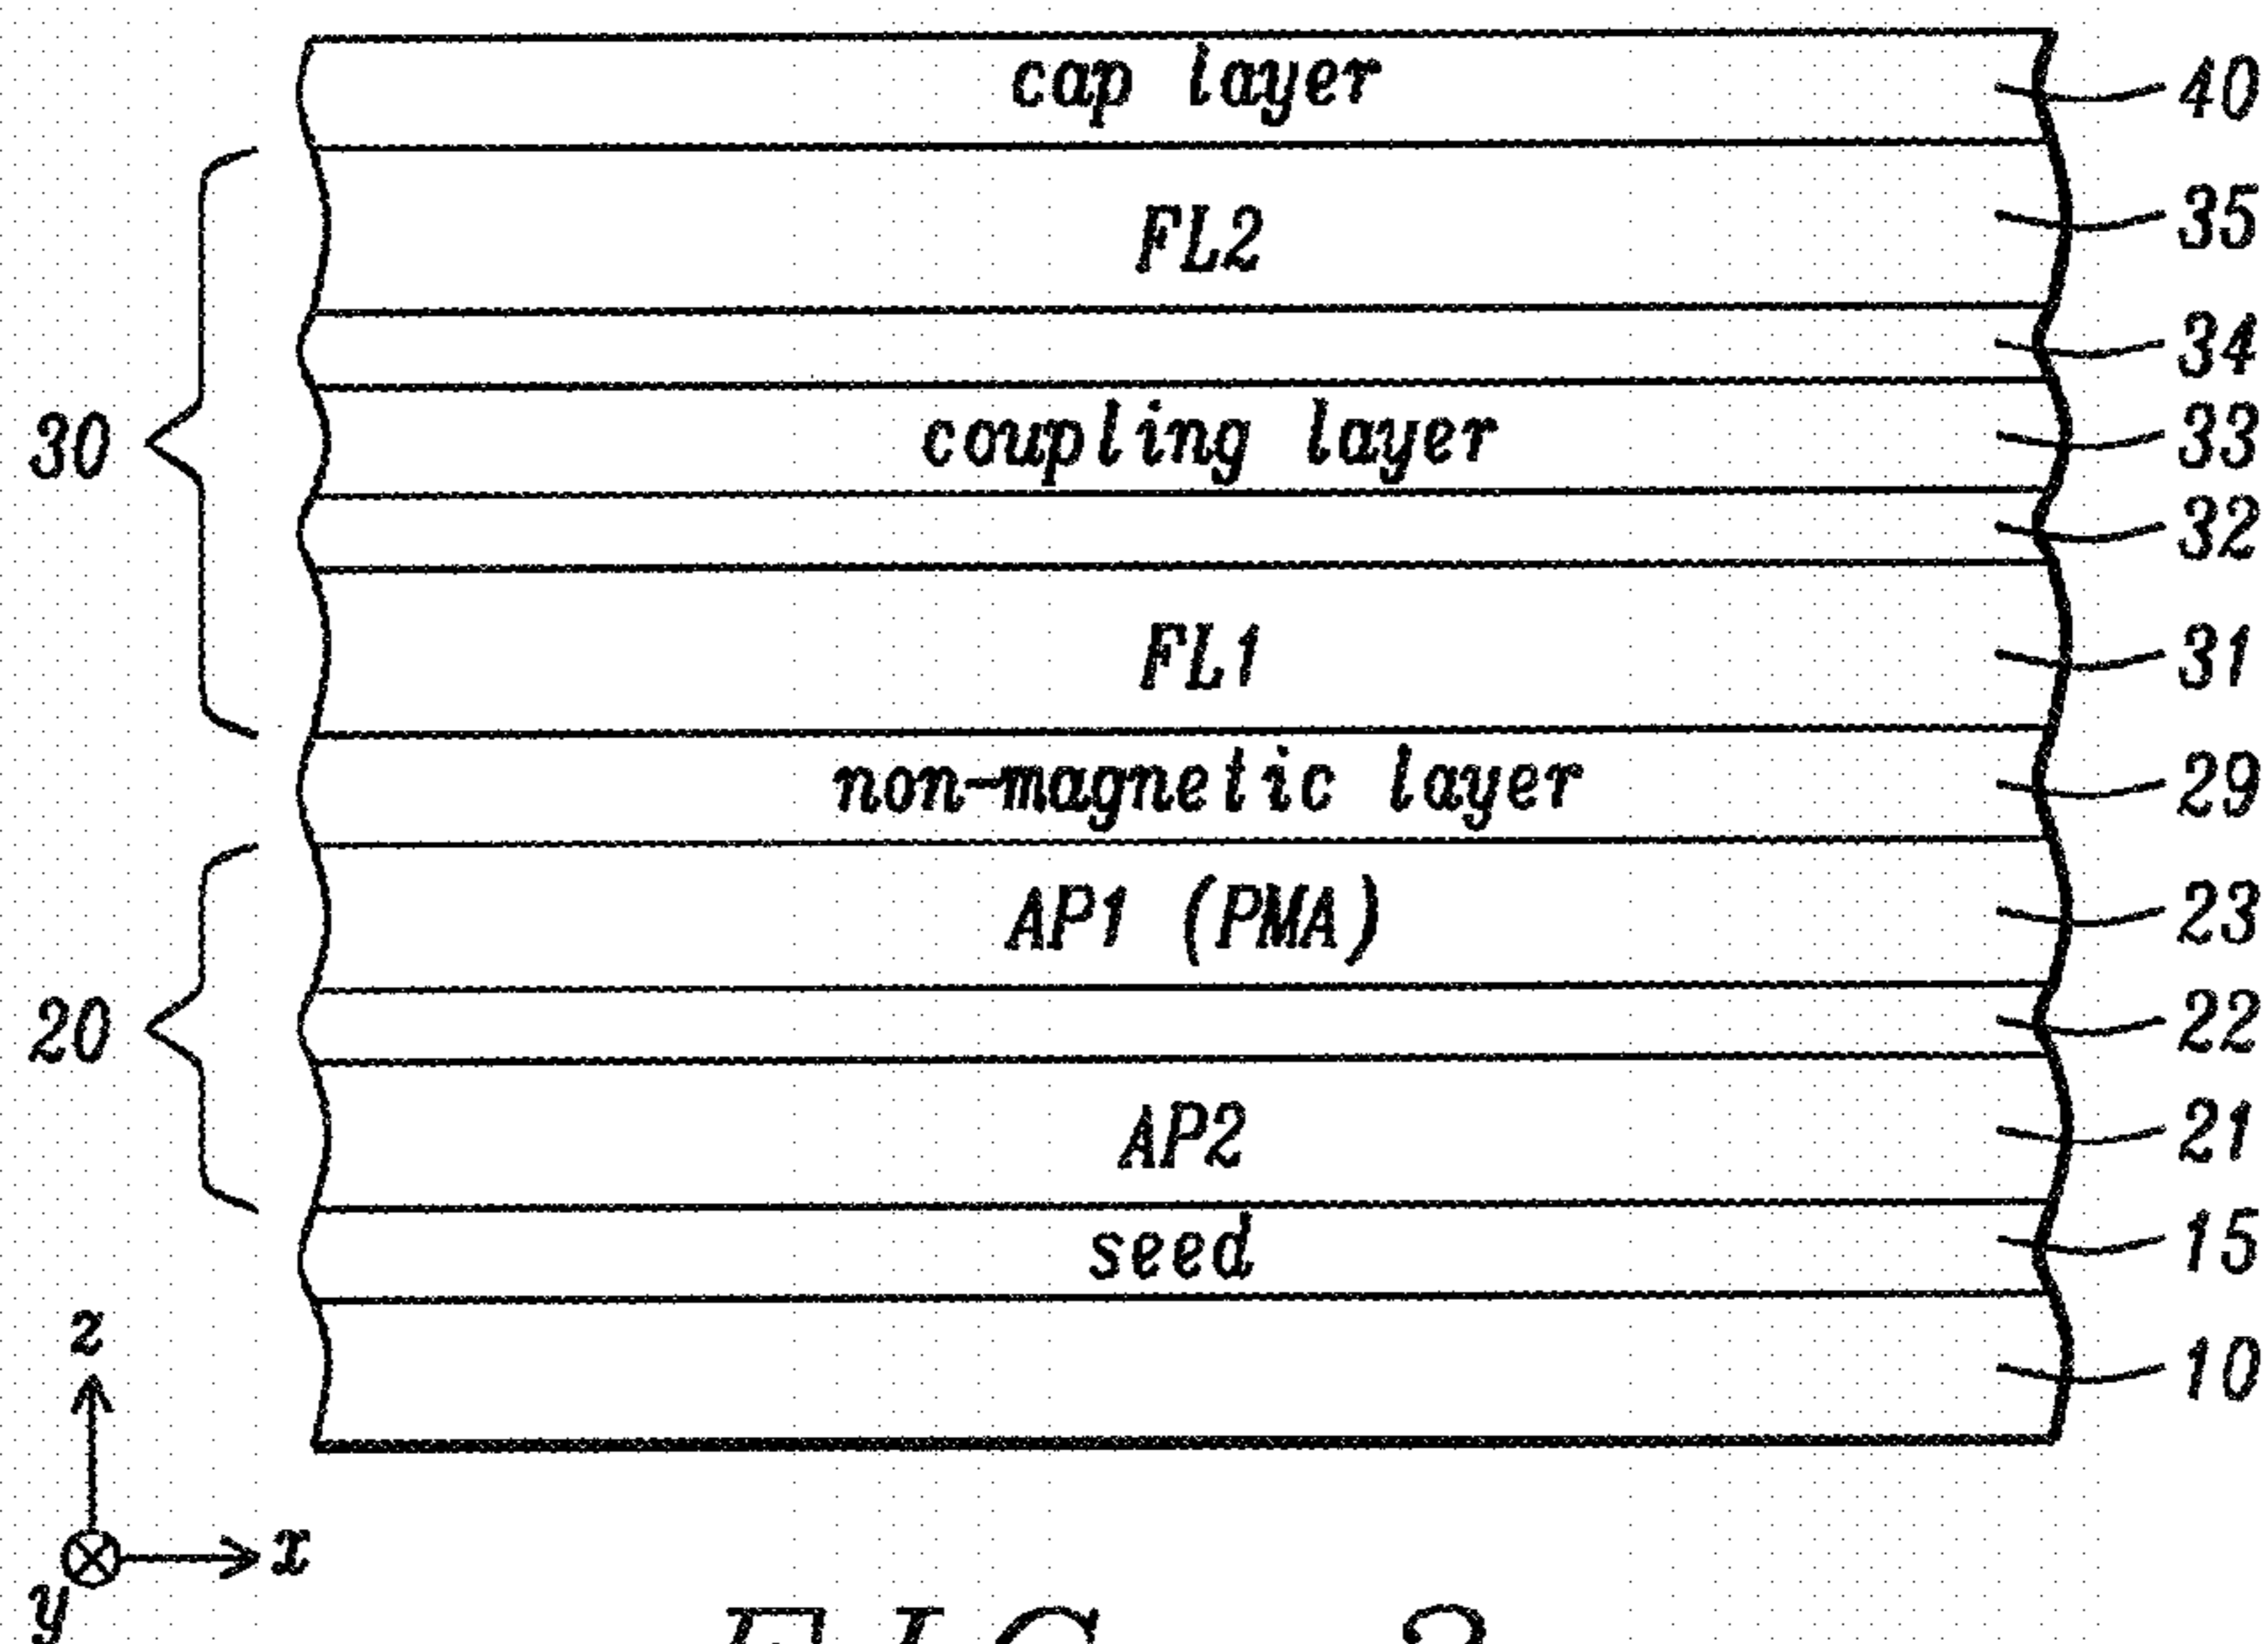 cap layer 40
FL2 35
34
coupling layer 33
30
32
FL1 31
non-magnetic layer 29
AP1 (PMA) 23
20
22
AP2 21
seed 15
z
10
x
y